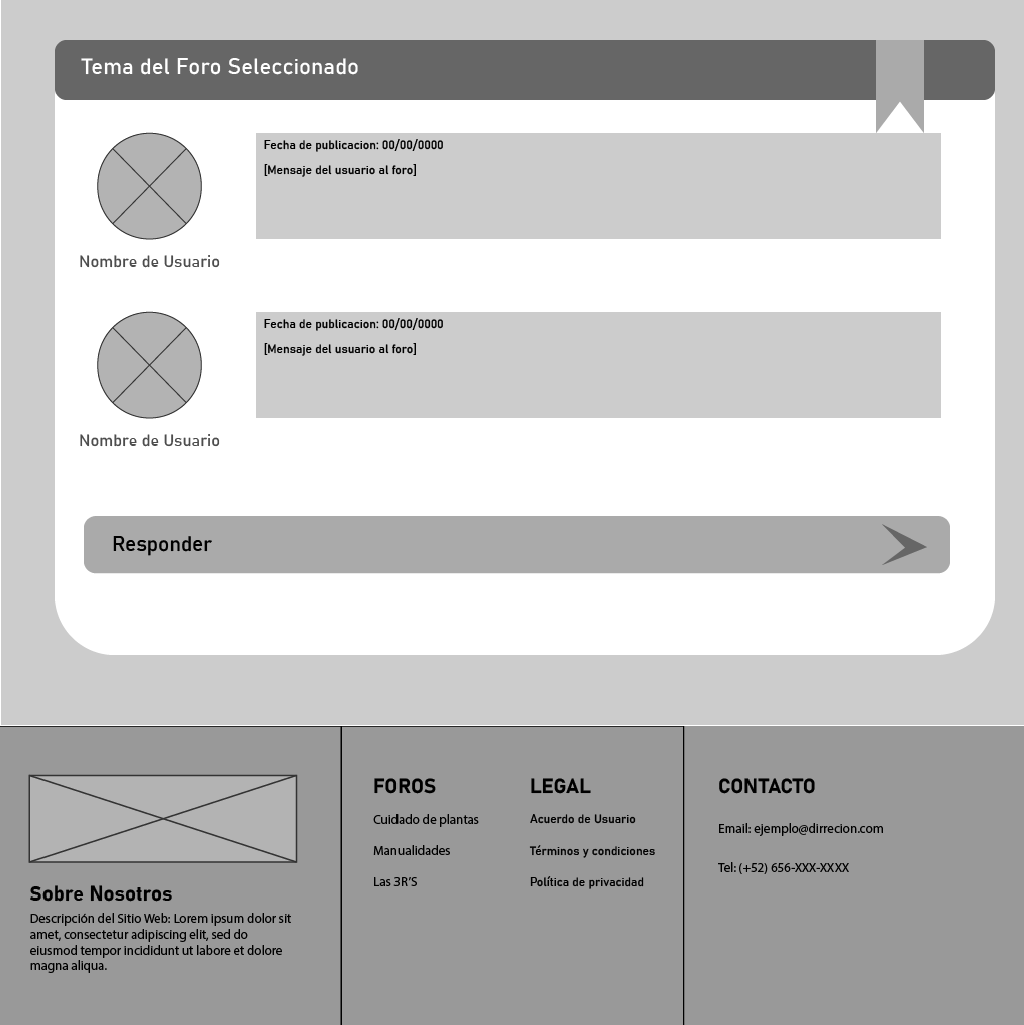 Tema del Foro Seleccionado
Fecha de publicacion: 00/00/0000
[Mensaje del usuario al foro]
Nombre de Usuario
Fecha de publicacion: 00/00/0000
[Mensaje del usuario al foro]
Nombre de Usuario
Responder
Sobre Nosotros
Descripción del Sitio Web: Lorem ipsum dolor sit
amet, consectetur adipiscing elit, sed do
eiusmod tempor incididunt ut labore et dolore
magna aliqua.
FOROS
Cuidado de plantas
Manualidades
Las 3R'S
LEGAL
Acuerdo de Usuario
Términos y condiciones
Política de privacidad
CONTACTO
Email: ejemplo@dirrecion.com
Tel: (+52) 656-XXX-XXXX